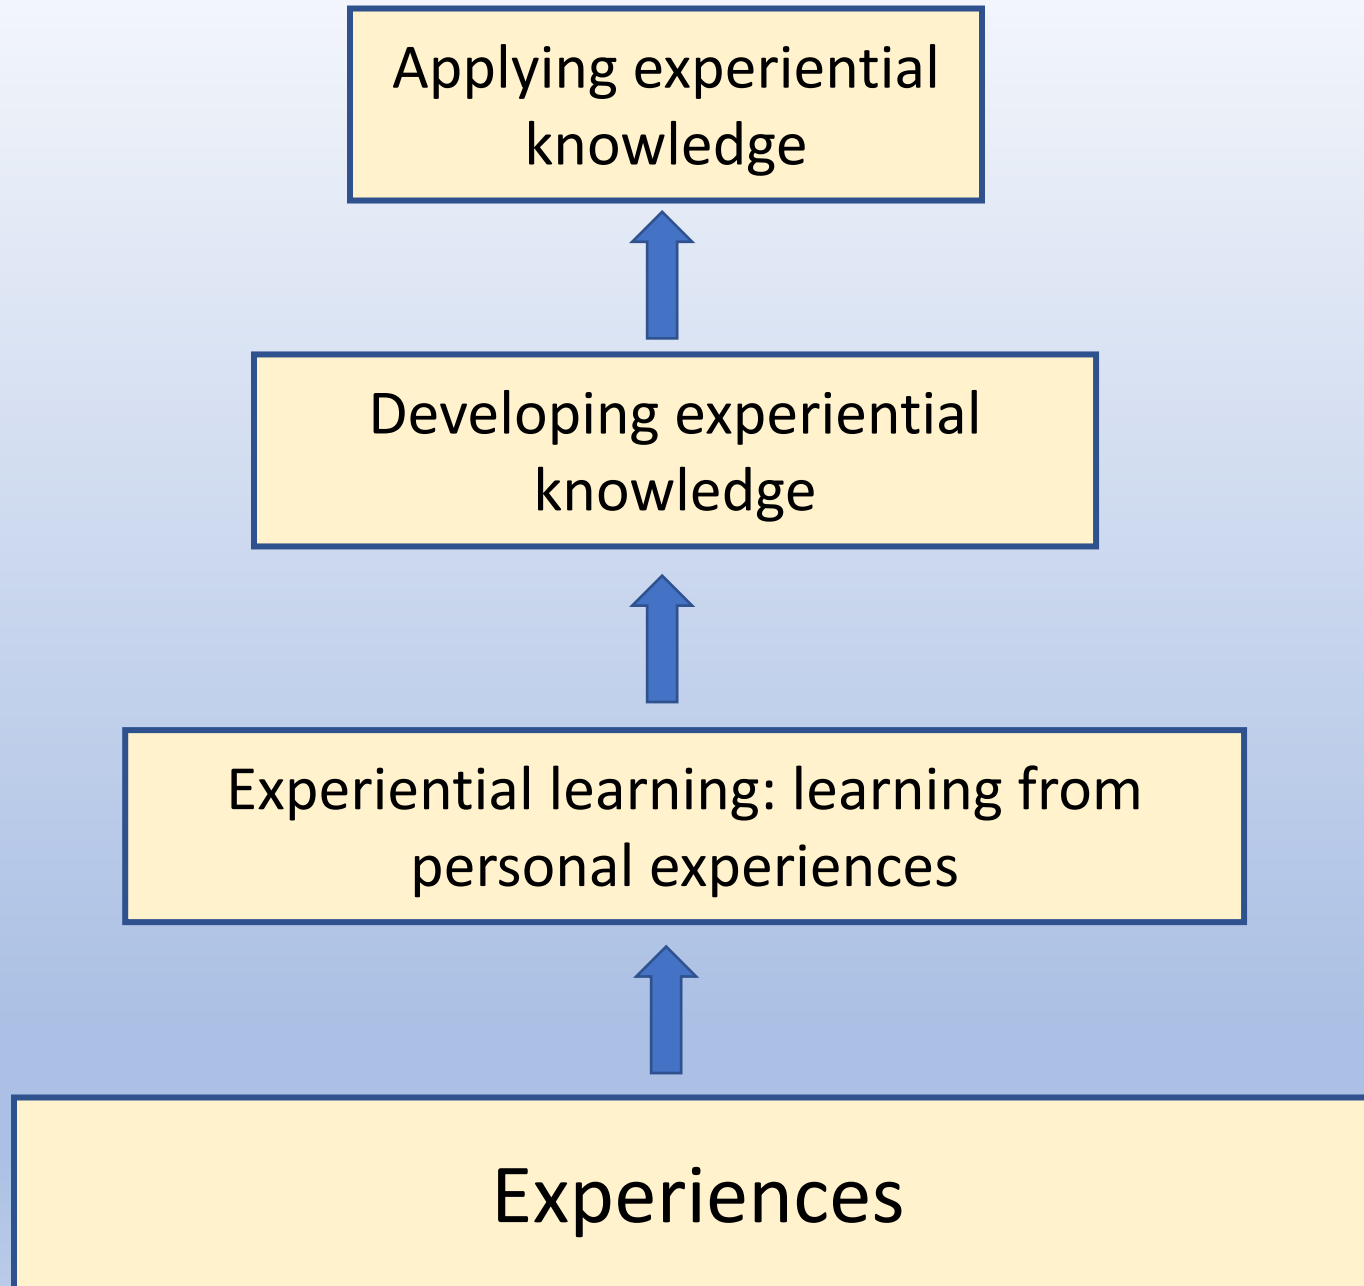 Applying experiential
knowledge
Developing experiential
knowledge
Experiential learning: learning from
personal experiences
Experiences